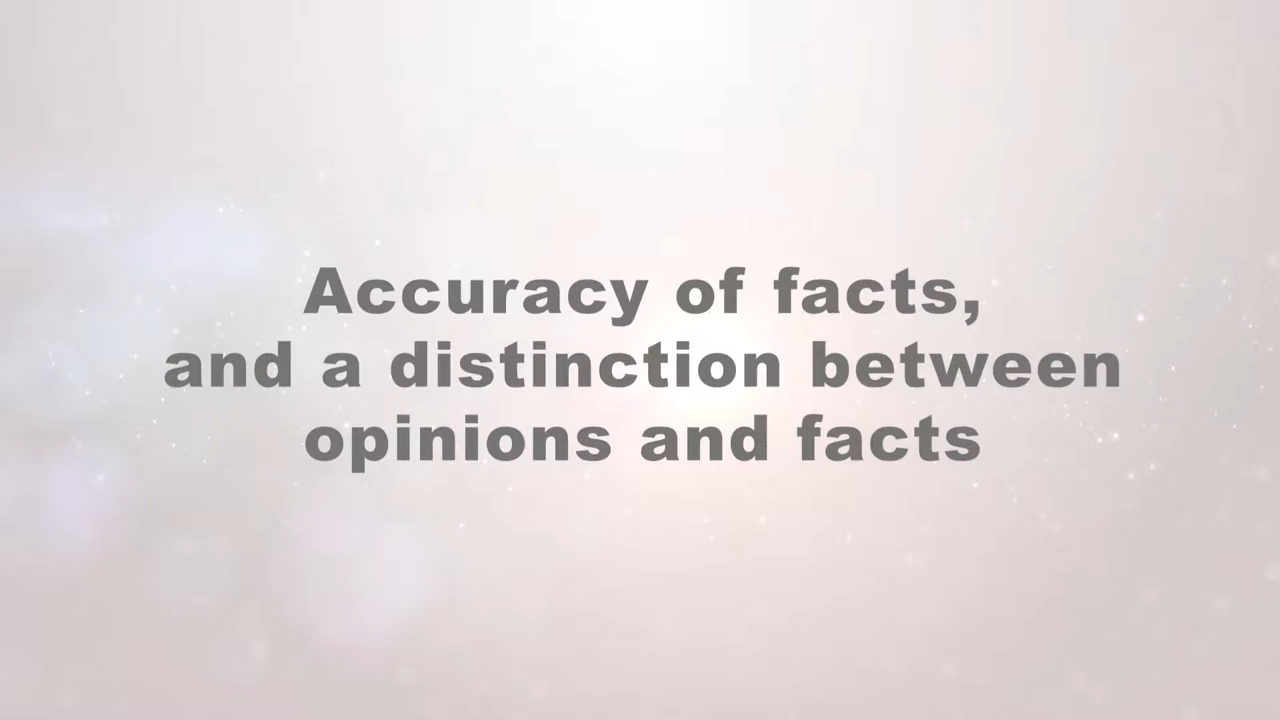 Accuracy of facts,
and a distinction between
opinions and facts